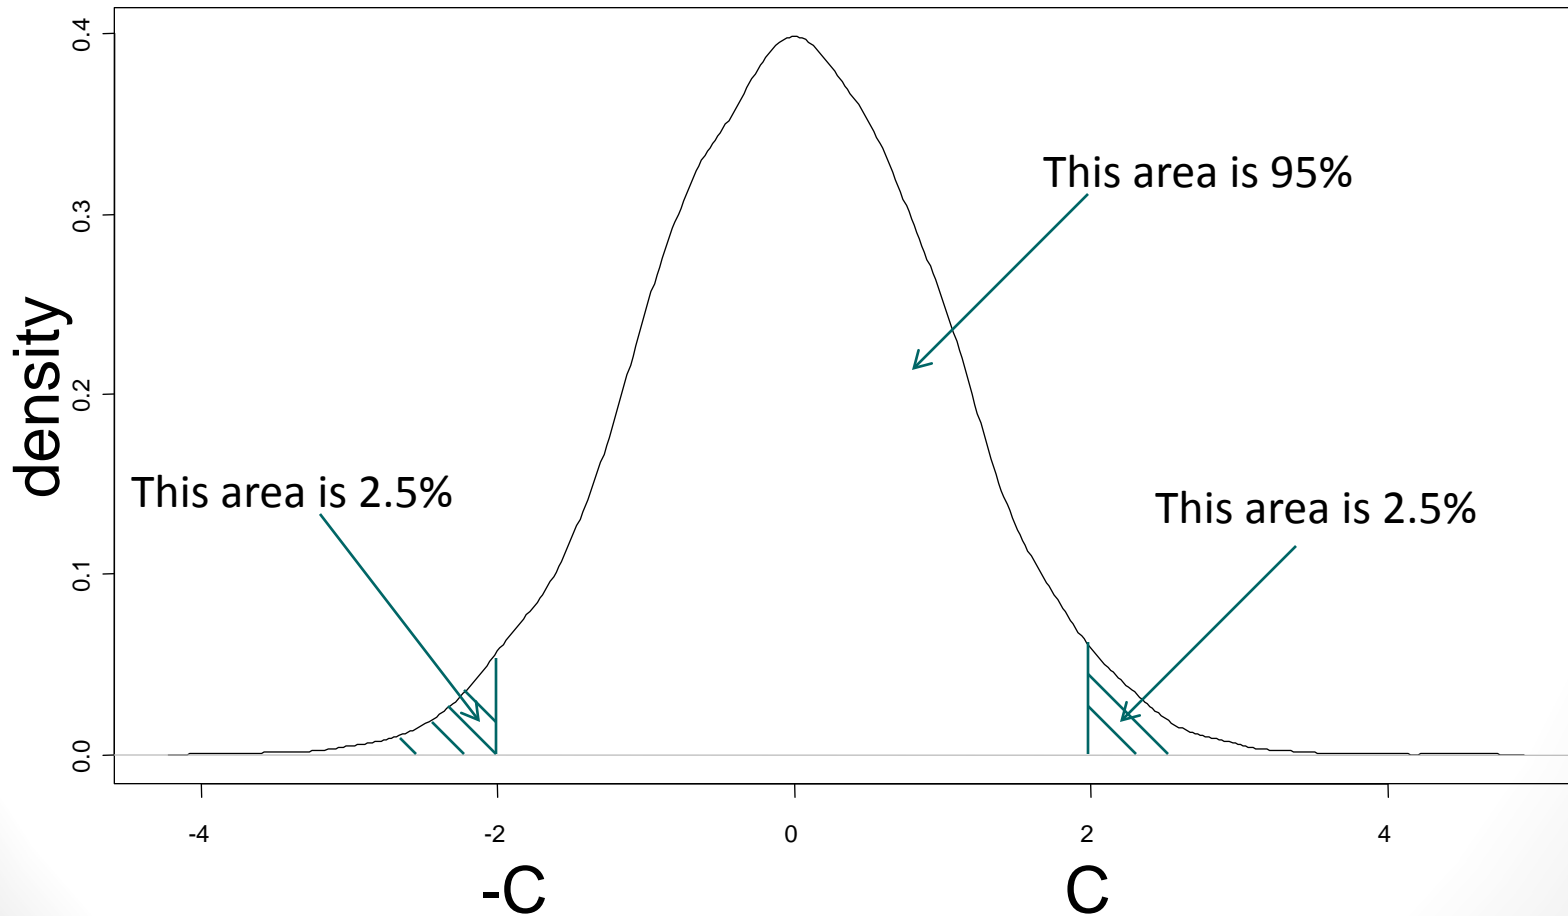 0.4
This area is 95%
0.3
density
0.2
This area is 2.5%
This area is 2.5%
0.1
0.0
-4 -2 0 2 4
-C C